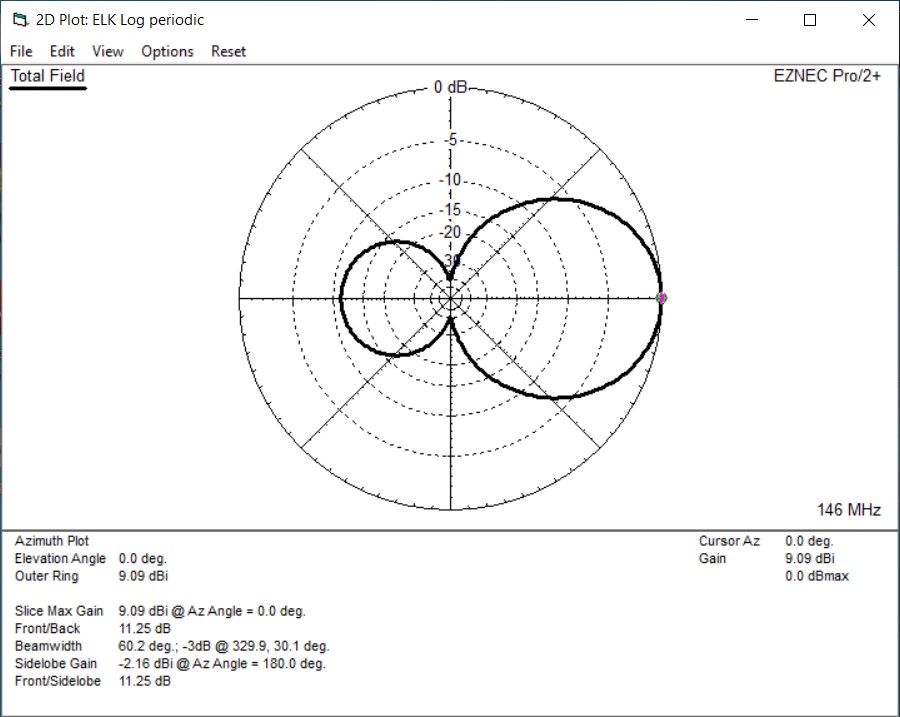 2D Plot: ELK Log periodic
File Edit View Options Reset
Total Field
EZNEC Pro/2+
0 dB
-5
-10
-15
-20
30
146 MHz
Azimuth Plot
Elevation Angle 0.0 deg.
Outer Ring 9.09 dBi
Cursor Az 0.0 deg.
Gain 9.09 dBi
0.0 dBmax
Slice Max Gain 9.09 dBi @ Az Angle = 0.0 deg.
Front/Back 11.25 dB
Beamwidth 60.2 deg.; -3dB @ 329.9, 30.1 deg.
Sidelobe Gain -2.16 dBi @ Az Angle = 180.0 deg.
Front/Sidelobe 11.25 dB